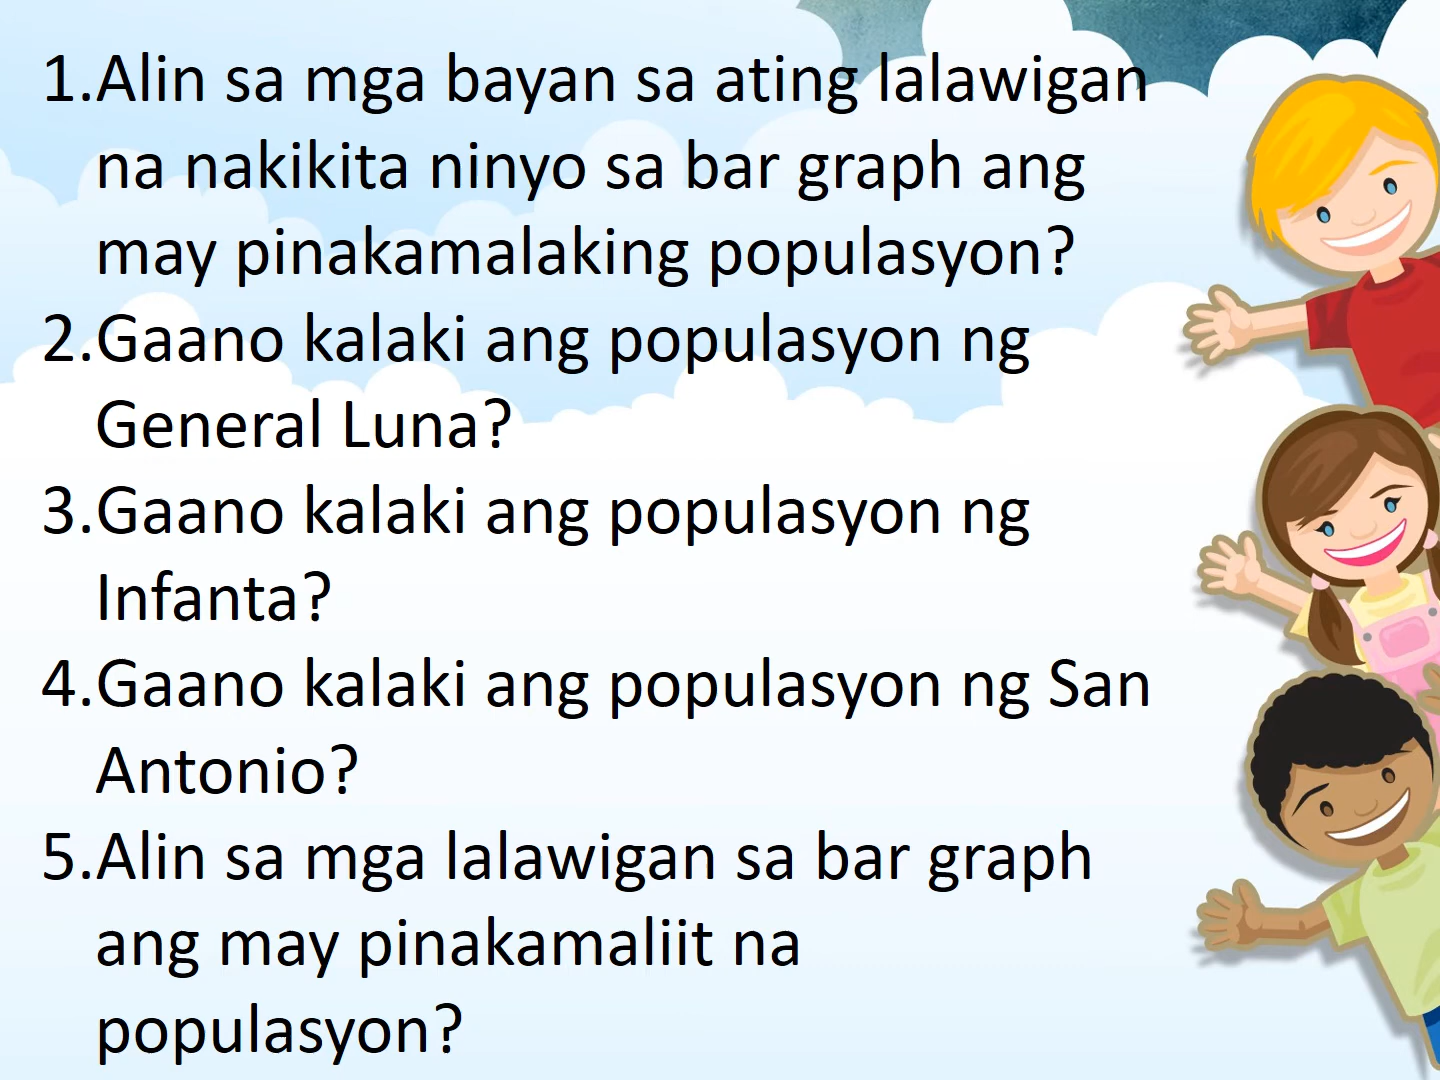 1.Alin sa mga bayan sa ating lalawigan
na nakikita ninyo sa bar graph ang
may pinakamalaking populasyon?
2.Gaano kalaki ang populasyon ng
General Luna?
3.Gaano kalaki ang populasyon ng
Infanta?
4.Gaano kalaki ang populasyon ng San
Antonio?
5.Alin sa mga lalawigan sa bar graph
ang may pinakamaliit na
populasyon?